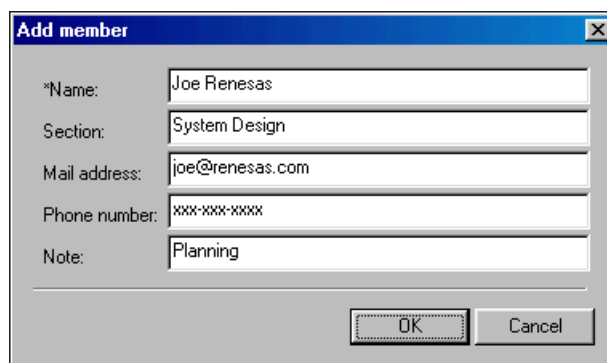 Add member
*Name: Joe Renesas
Section: System Design
Mail address: joe@renesas.com
Phone number: xxx-xxx-xxxx
Note: Planning
OK Cancel